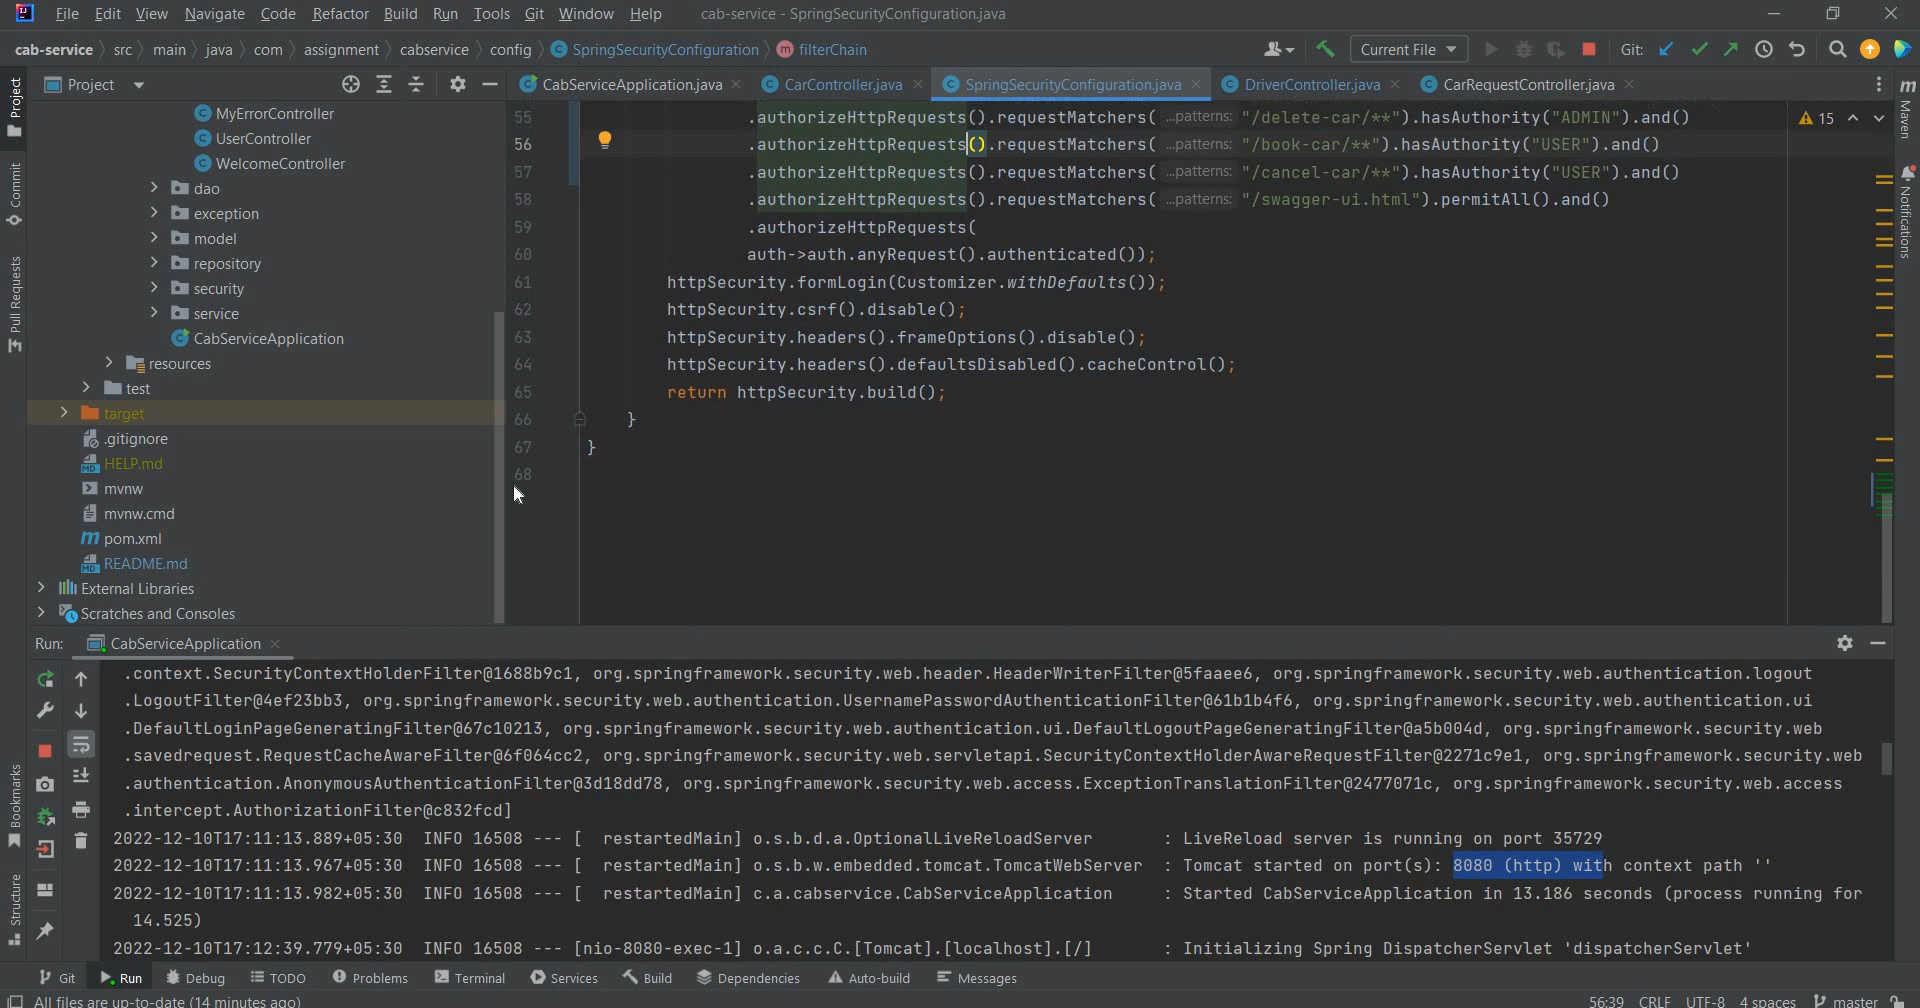 File Edit View Navigate Code Refactor Build Run Tools Git Window Help cab-service - SpringSecurityConfiguration.java
cab-service src main java com assignment cabservice config SpringSecurityConfiguration filterChain Current File Git:
Project
CabServiceApplication.java CarController.java SpringSecurityConfiguration.java DriverController.java CarRequestController.java
MyErrorController
UserController
WelcomeController
dao
exception
model
repository
security
service
CabServiceApplication
resources
test
target
.gitignore
HELP.md
mvnw
mvnw.cmd
pom.xml
README.md
External Libraries
Scratches and Consoles
55 .authorizeHttpRequests().requestMatchers( ...patterns: "/delete-car/**").hasAuthority("ADMIN").and()
56 .authorizeHttpRequests().requestMatchers( ...patterns: "/book-car/**").hasAuthority("USER").and()
57 .authorizeHttpRequests().requestMatchers( ...patterns: "/cancel-car/**").hasAuthority("USER").and()
58 .authorizeHttpRequests().requestMatchers( ...patterns: "/swagger-ui.html").permitAll().and()
59 .authorizeHttpRequests(
60 auth->auth.anyRequest().authenticated());
61 httpSecurity.formLogin(Customizer.withDefaults());
62 httpSecurity.csrf().disable();
63 httpSecurity.headers().frameOptions().disable();
64 httpSecurity.headers().defaultsDisabled().cacheControl();
65 return httpSecurity.build();
66 }
67 }
68
15
Project
Commit
Pull Requests
Bookmarks
Structure
Maven
Notifications
Run: CabServiceApplication
.context.SecurityContextHolderFilter@1688b9c1, org.springframework.security.web.header.HeaderWriterFilter@5faaee6, org.springframework.security.web.authentication.logout
.LogoutFilter@4ef23bb3, org.springframework.security.web.authentication.UsernamePasswordAuthenticationFilter@61b1b4f6, org.springframework.security.web.authentication.ui
.DefaultLoginPageGeneratingFilter@67c10213, org.springframework.security.web.authentication.ui.DefaultLogoutPageGeneratingFilter@a5b004d, org.springframework.security.web
.savedrequest.RequestCacheAwareFilter@6f064cc2, org.springframework.security.web.servletapi.SecurityContextHolderAwareRequestFilter@2271c9e1, org.springframework.security.web
.authentication.AnonymousAuthenticationFilter@3d18dd78, org.springframework.security.web.access.ExceptionTranslationFilter@2477071c, org.springframework.security.web.access
.intercept.AuthorizationFilter@c832fcd]
2022-12-10T17:11:13.889+05:30 INFO 16508 --- [ restartedMain] o.s.b.d.a.OptionalLiveReloadServer : LiveReload server is running on port 35729
2022-12-10T17:11:13.967+05:30 INFO 16508 --- [ restartedMain] o.s.b.w.embedded.tomcat.TomcatWebServer : Tomcat started on port(s): 8080 (http) with context path ''
2022-12-10T17:11:13.982+05:30 INFO 16508 --- [ restartedMain] c.a.cabservice.CabServiceApplication : Started CabServiceApplication in 13.186 seconds (process running for
14.525)
2022-12-10T17:12:39.779+05:30 INFO 16508 --- [nio-8080-exec-1] o.a.c.c.C.[Tomcat].[localhost].[/] : Initializing Spring DispatcherServlet 'dispatcherServlet'
Git Run Debug TODO Problems Terminal Services Build Dependencies Auto-build Messages
All files are up-to-date (14 minutes ago) 56:39 CRLF UTF-8 4 spaces master